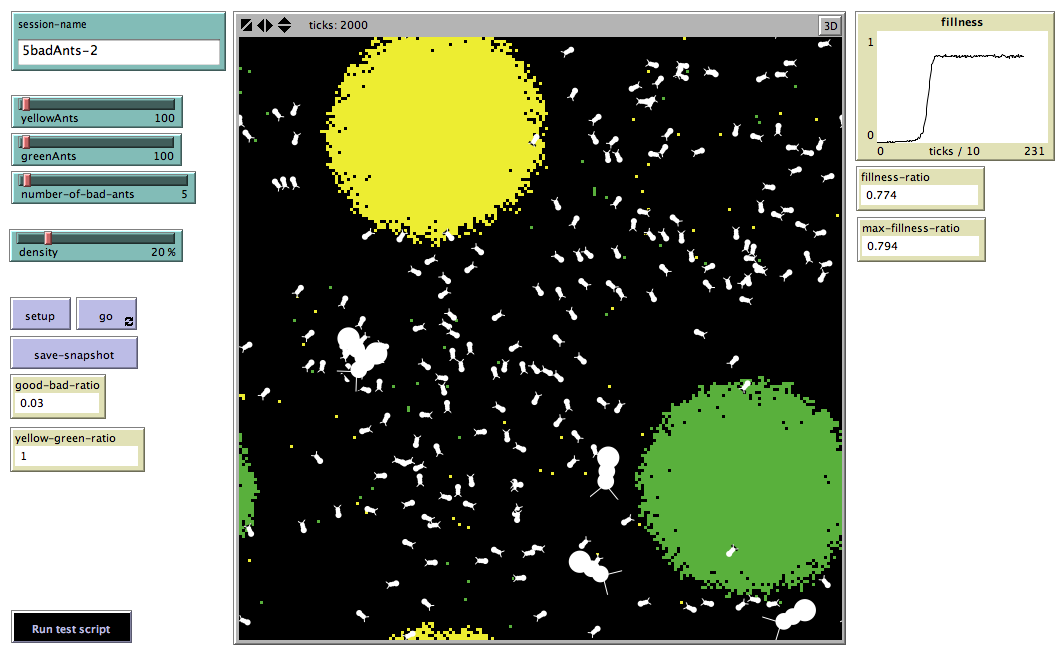 session-name
5badAnts-2
yellowAnts 100
greenAnts 100
number-of-bad-ants 5
density 20 %
setup
go
save-snapshot
good-bad-ratio
0.03
yellow-green-ratio
1
Run test script
ticks: 2000
3D
fillness
1
0
0 ticks / 10 231
fillness-ratio
0.774
max-fillness-ratio
0.794